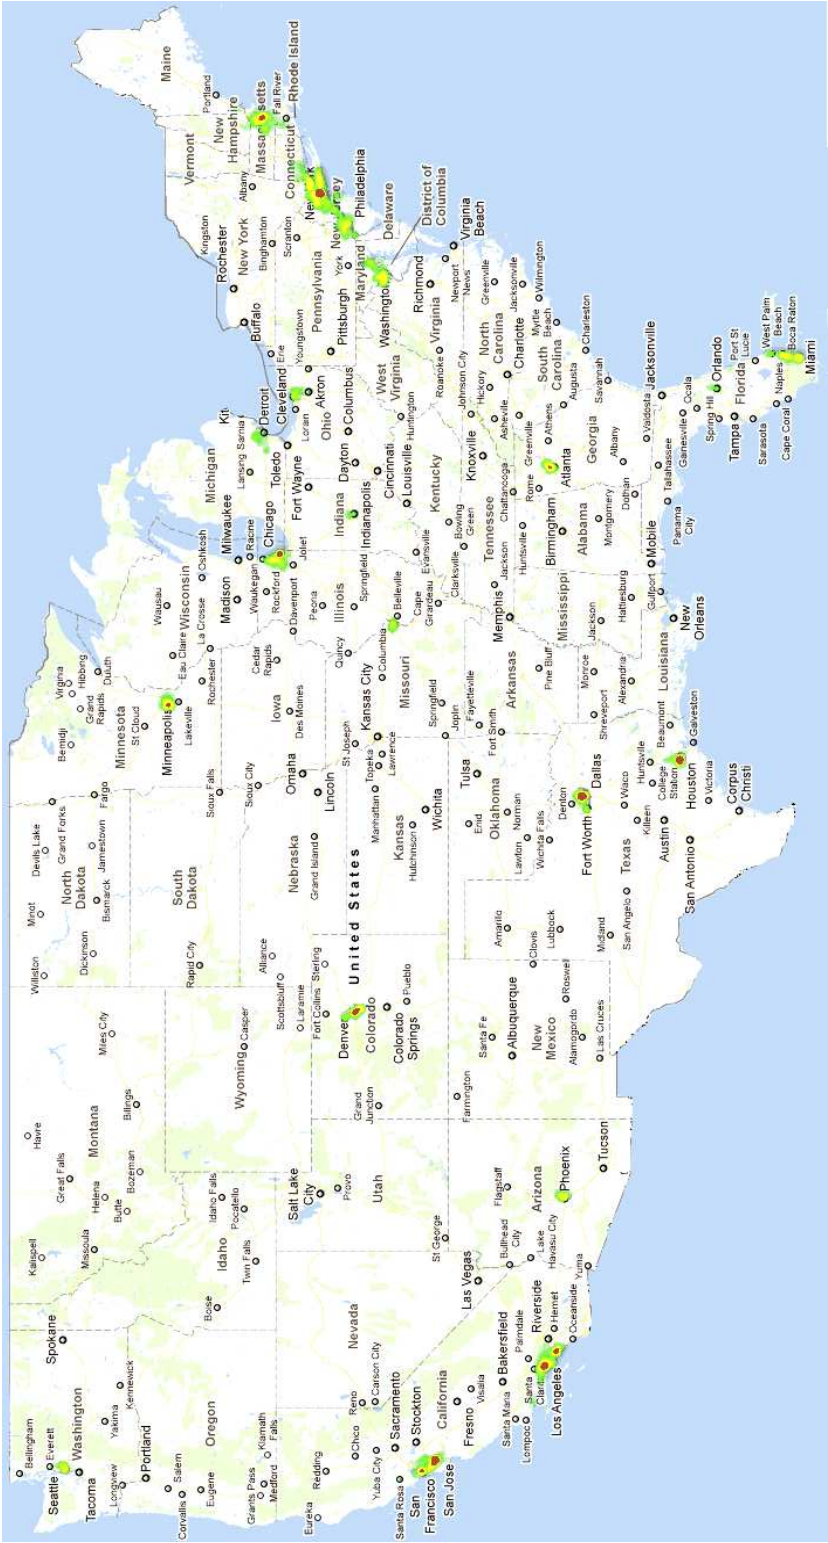 Bellingham
Everett
Seattle
Washington
Tacoma
Spokane
Yakima
Kennewick
Longview
Portland
Salem
Corvallis
Eugene
Oregon
Grants Pass
Medford
Klamath
Falls
Eureka
Redding
Chico
Yuba City
Reno
Carson City
Sacramento
Santa Rosa
Stockton
San
Francisco
San Jose
California
Fresno
Visalia
Bakersfield
Santa Maria
Lompoc
Palmdale
Santa
Clarit
Los Angeles
Riverside
Hemet
Oceanside
Nevada
Las Vegas
Kalispell
Missoula
Havre
Great Falls
Helena
Butte
Montana
Bozeman
Billings
Miles City
Boise
Idaho
Twin Falls
Idaho Falls
Pocatello
Wyoming
Casper
Laramie
Salt Lake
City
Provo
Utah
St George
Bullhead
City
Lake
Havasu City
Yuma
Flagstaff
Arizona
Phoenix
Tucson
Grand
Junction
Fort Collins
Sterling
Denver
Colorado
Colorado
Springs
Pueblo
Farmington
Santa Fe
Albuquerque
New
Mexico
Clovis
Roswell
Alamogordo
Las Cruces
Williston
Minot
Devils Lake
Grand Forks
North
Dakota
Dickinson
Bismarck
Jamestown
Fargo
South
Dakota
Rapid City
Sioux Falls
Alliance
Scottsbluff
Nebraska
Grand Island
Omaha
Lincoln
United States
Kansas
Manhattan
Topeka
Lawrence
Hutchinson
Wichita
Enid
Tulsa
Oklahoma
Norman
Lawton
Amarillo
Lubbock
Wichita Falls
Denton
Dallas
Fort Worth
Midland
San Angelo
Texas
Waco
Killeen
Austin
College
Station
Huntsville
Houston
Galveston
Beaumont
San Antonio
Victoria
Corpus
Christi
Bemidji
Grand
Rapids
Hibbing
Virginia
Duluth
Minnesota
St Cloud
Minneapolis
Lakeville
Rochester
Eau Claire
Wausau
Wisconsin
La Crosse
Oshkosh
Madison
Milwaukee
Racine
Waukegan
Sioux City
Iowa
Des Moines
Cedar
Rapids
Davenport
Rockford
Chicago
Joliet
Peoria
Illinois
Springfield
Quincy
St Joseph
Kansas City
Columbia
Missouri
Belleville
Cape
Girardeau
Springfield
Joplin
Fayetteville
Fort Smith
Arkansas
Pine Bluff
Memphis
Jackson
Monroe
Shreveport
Alexandria
Louisiana
New
Orleans
Mississippi
Jackson
Hattiesburg
Gulfport
Mobile
Michigan
Lansing
Sarnia
Kit
Detroit
Toledo
Fort Wayne
Indiana
Indianapolis
Evansville
Cleveland
Lorain
Akron
Ohio
Columbus
Dayton
Cincinnati
Louisville
Huntington
Kentucky
Bowling
Green
Clarksville
Tennessee
Knoxville
Johnson City
Chattanooga
Huntsville
Birmingham
Alabama
Montgomery
Dothan
Rome
Atlanta
Athens
Georgia
Augusta
Albany
Savannah
Valdosta
Tallahassee
Panama
City
Jacksonville
Gainesville
Ocala
Spring Hill
Orlando
Tampa
Florida
Sarasota
Port St
Lucie
West Palm
Beach
Boca Raton
Naples
Cape Coral
Miami
West
Virginia
Virginia
Roanoke
Richmond
Newport
News
Virginia
Beach
Hickory
Asheville
Charlotte
North
Carolina
Greenville
Jacksonville
Wilmington
Greenville
South
Carolina
Myrtle
Beach
Charleston
Erie
Youngstown
Pittsburgh
Pennsylvania
York
Scranton
Maryland
Washington
District of
Columbia
Delaware
Philadelphia
Buffalo
Rochester
Kingston
New York
Binghamton
Albany
Connecticut
Rhode Island
Fall River
Vermont
New
Hampshire
Portland
Maine